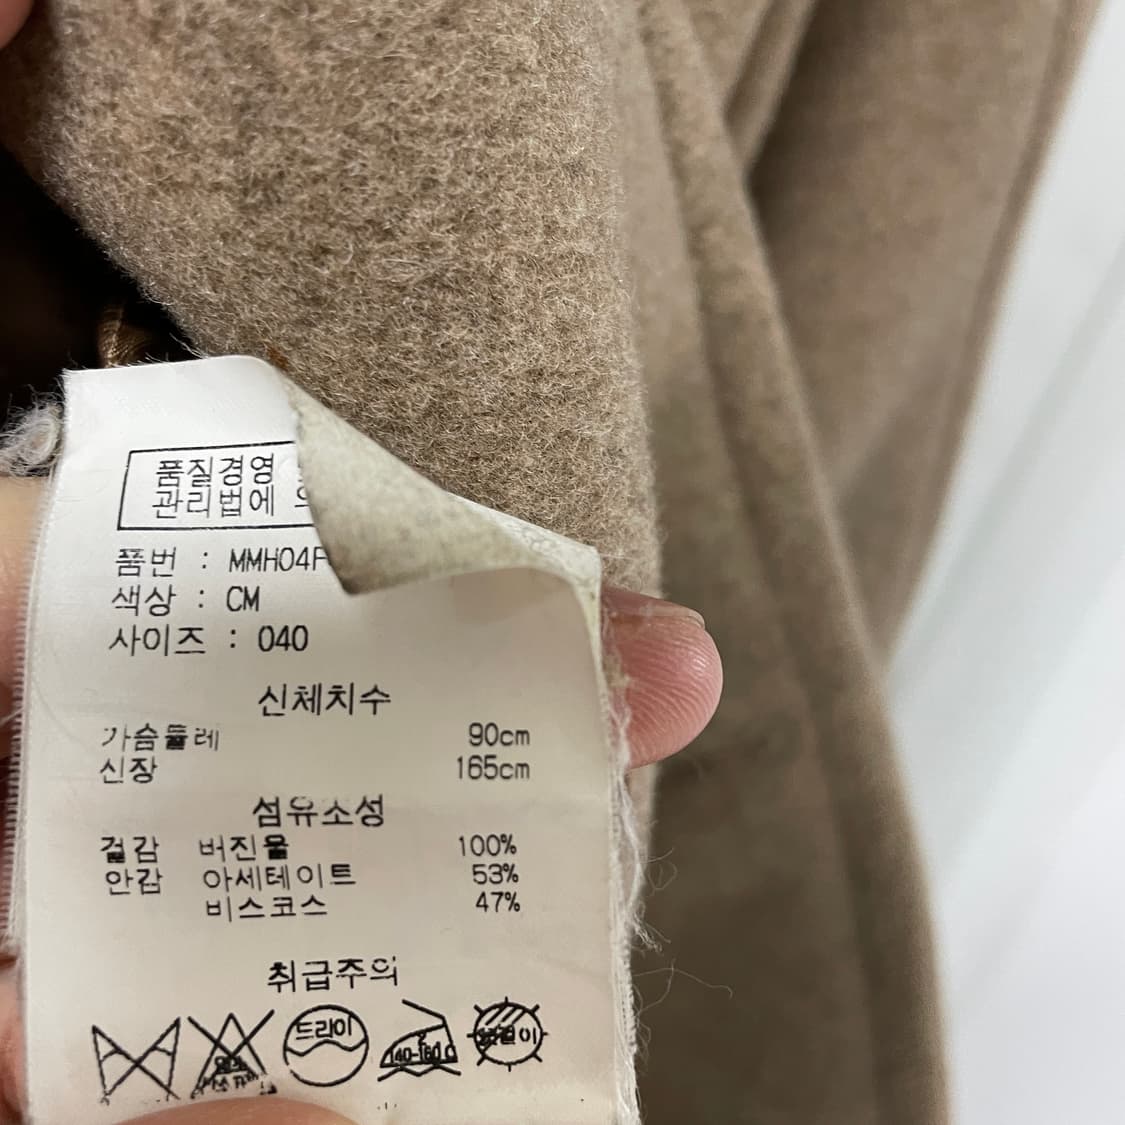 품질경영
관리법에 의
품번 : MMH04F
색상 : CM
사이즈 : 040
신체치수
가슴둘레 90cm
신장 165cm
섬유소성
겉감 버진울 100%
안감 아세테이트 53%
비스코스 47%
취급주의
드라이
140-160℃
옷걸이